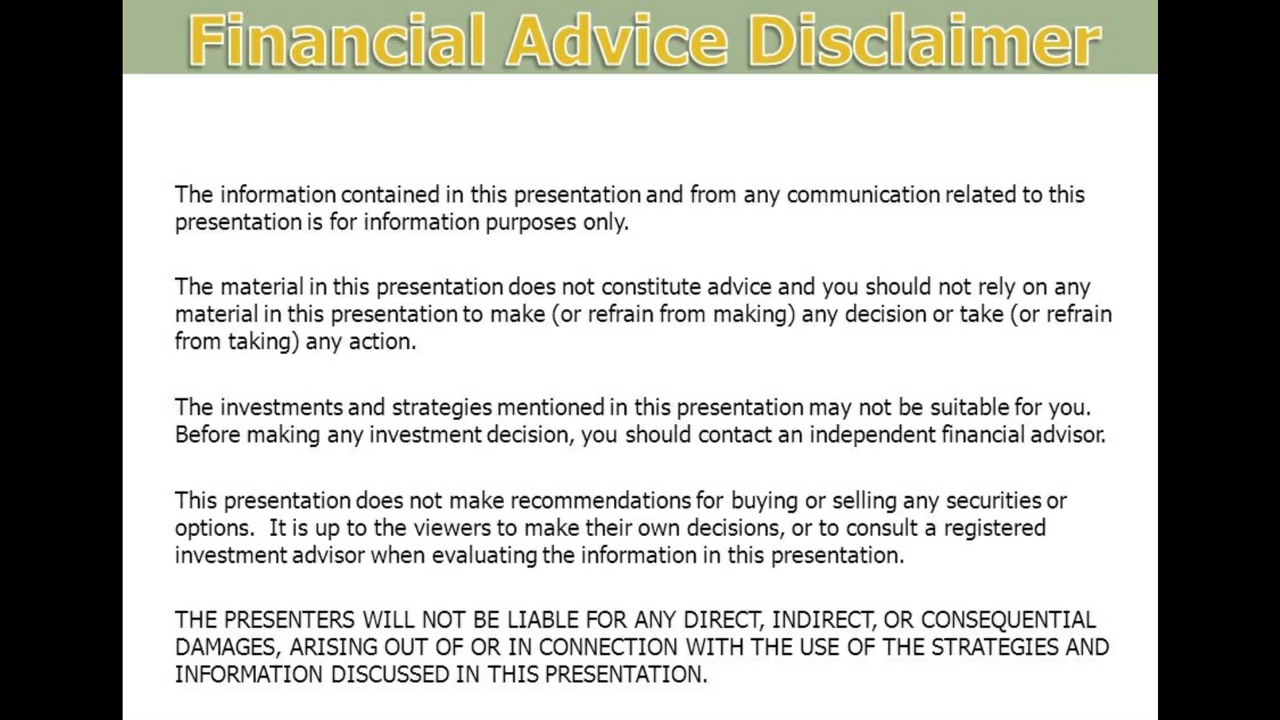 Financial Advice Disclaimer
The information contained in this presentation and from any communication related to this
presentation is for information purposes only.
The material in this presentation does not constitute advice and you should not rely on any
material in this presentation to make (or refrain from making) any decision or take (or refrain
from taking) any action.
The investments and strategies mentioned in this presentation may not be suitable for you.
Before making any investment decision, you should contact an independent financial advisor.
This presentation does not make recommendations for buying or selling any securities or
options.  It is up to the viewers to make their own decisions, or to consult a registered
investment advisor when evaluating the information in this presentation.
THE PRESENTERS WILL NOT BE LIABLE FOR ANY DIRECT, INDIRECT, OR CONSEQUENTIAL
DAMAGES, ARISING OUT OF OR IN CONNECTION WITH THE USE OF THE STRATEGIES AND
INFORMATION DISCUSSED IN THIS PRESENTATION.